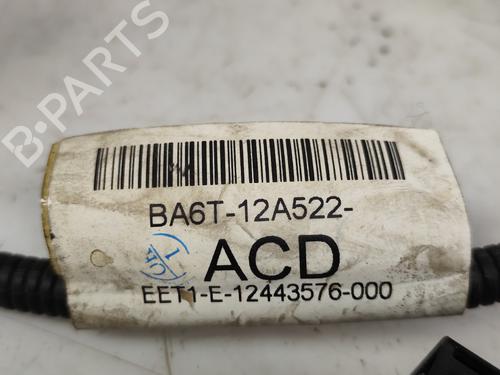 B-PARTS
BA6T-12A522-
ACD
EET1-E-12443576-000